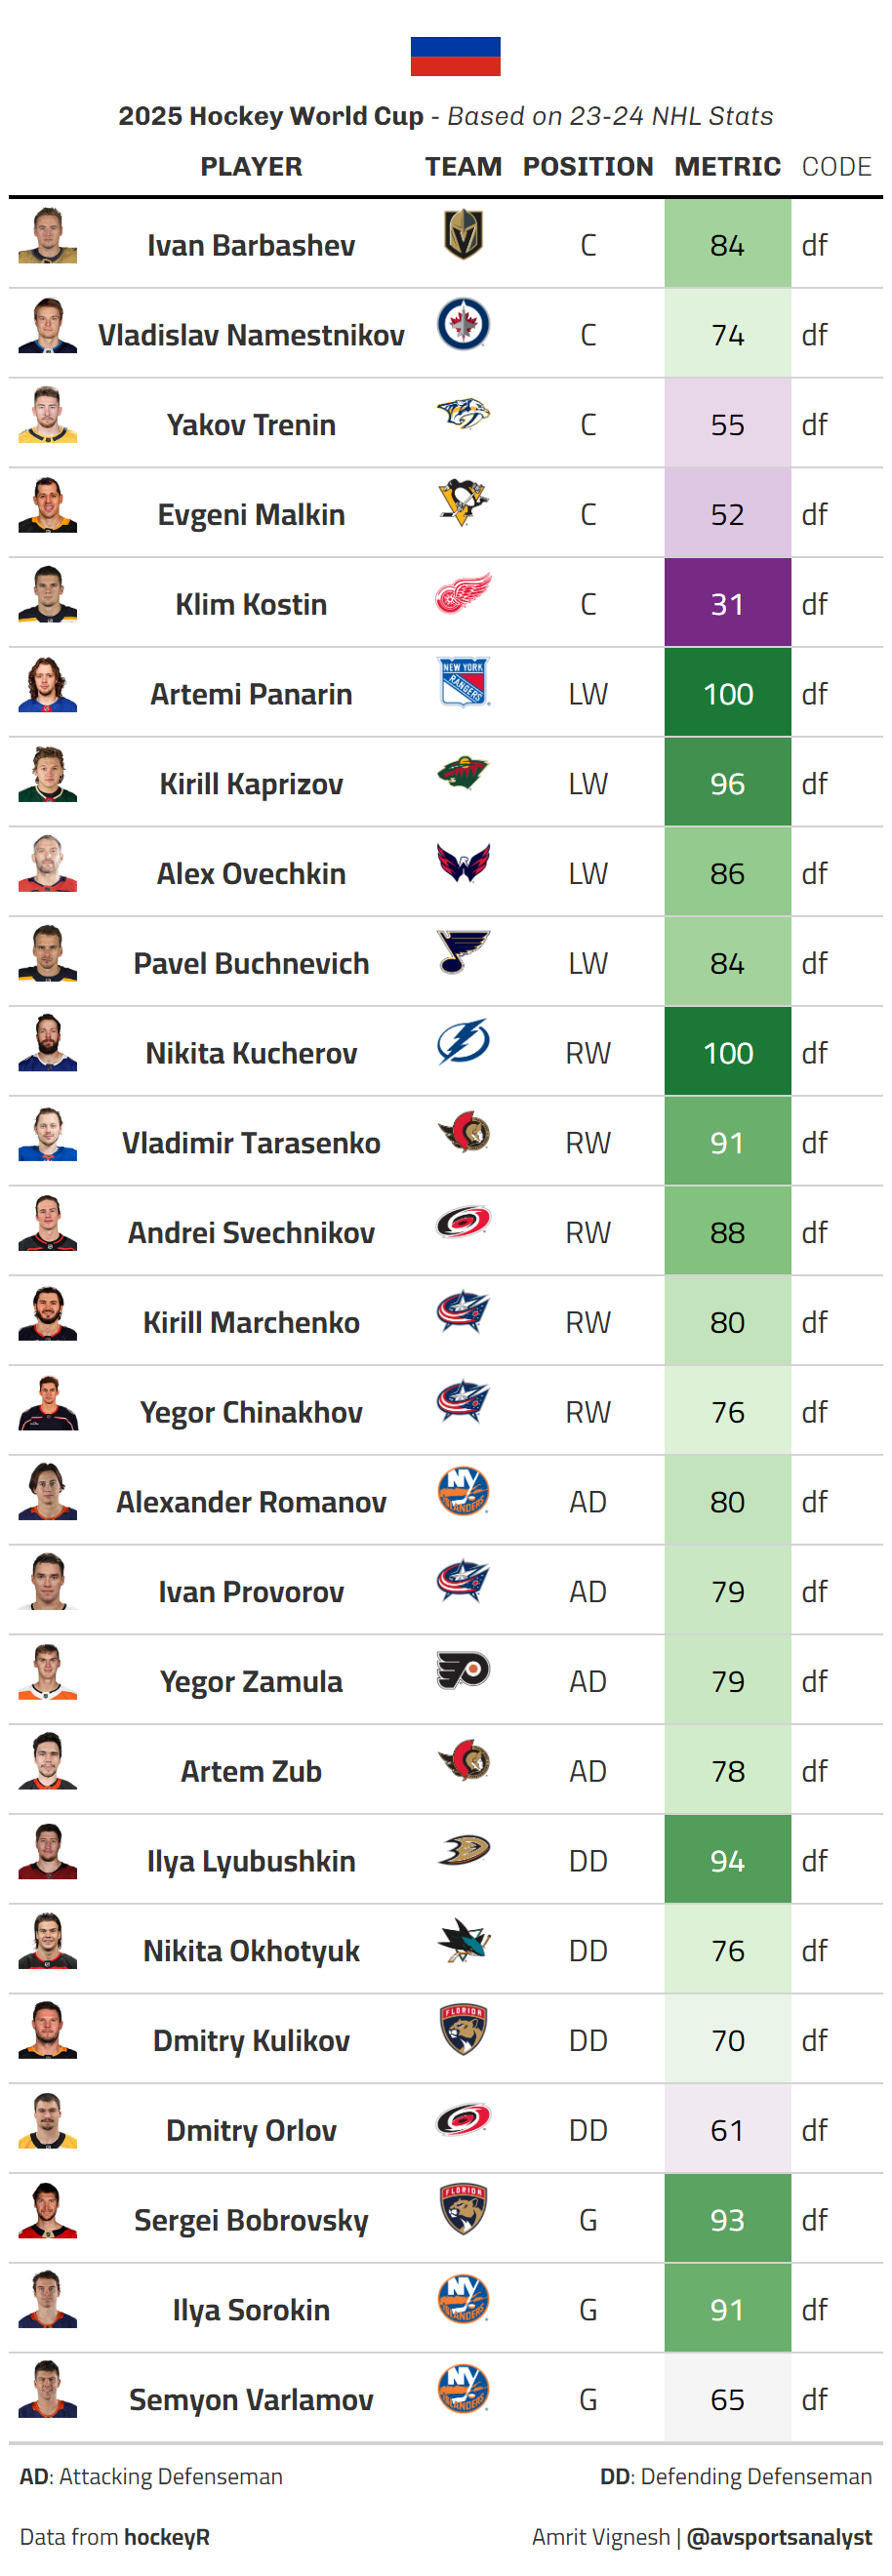 2025 Hockey World Cup - Based on 23-24 NHL Stats
PLAYER TEAM POSITION METRIC CODE
Ivan Barbashev C 84 df
Vladislav Namestnikov C 74 df
Yakov Trenin C 55 df
Evgeni Malkin C 52 df
Klim Kostin C 31 df
Artemi Panarin NEW YORK RANGERS LW 100 df
Kirill Kaprizov LW 96 df
Alex Ovechkin LW 86 df
Pavel Buchnevich LW 84 df
Nikita Kucherov RW 100 df
Vladimir Tarasenko RW 91 df
Andrei Svechnikov RW 88 df
Kirill Marchenko RW 80 df
Yegor Chinakhov RW 76 df
Alexander Romanov NY ISLANDERS AD 80 df
Ivan Provorov AD 79 df
Yegor Zamula AD 79 df
Artem Zub AD 78 df
Ilya Lyubushkin DD 94 df
Nikita Okhotyuk DD 76 df
Dmitry Kulikov FLORIDA DD 70 df
Dmitry Orlov DD 61 df
Sergei Bobrovsky FLORIDA G 93 df
Ilya Sorokin NY ISLANDERS G 91 df
Semyon Varlamov NY ISLANDERS G 65 df
AD: Attacking Defenseman DD: Defending Defenseman
Data from hockeyR Amrit Vignesh | @avsportsanalyst